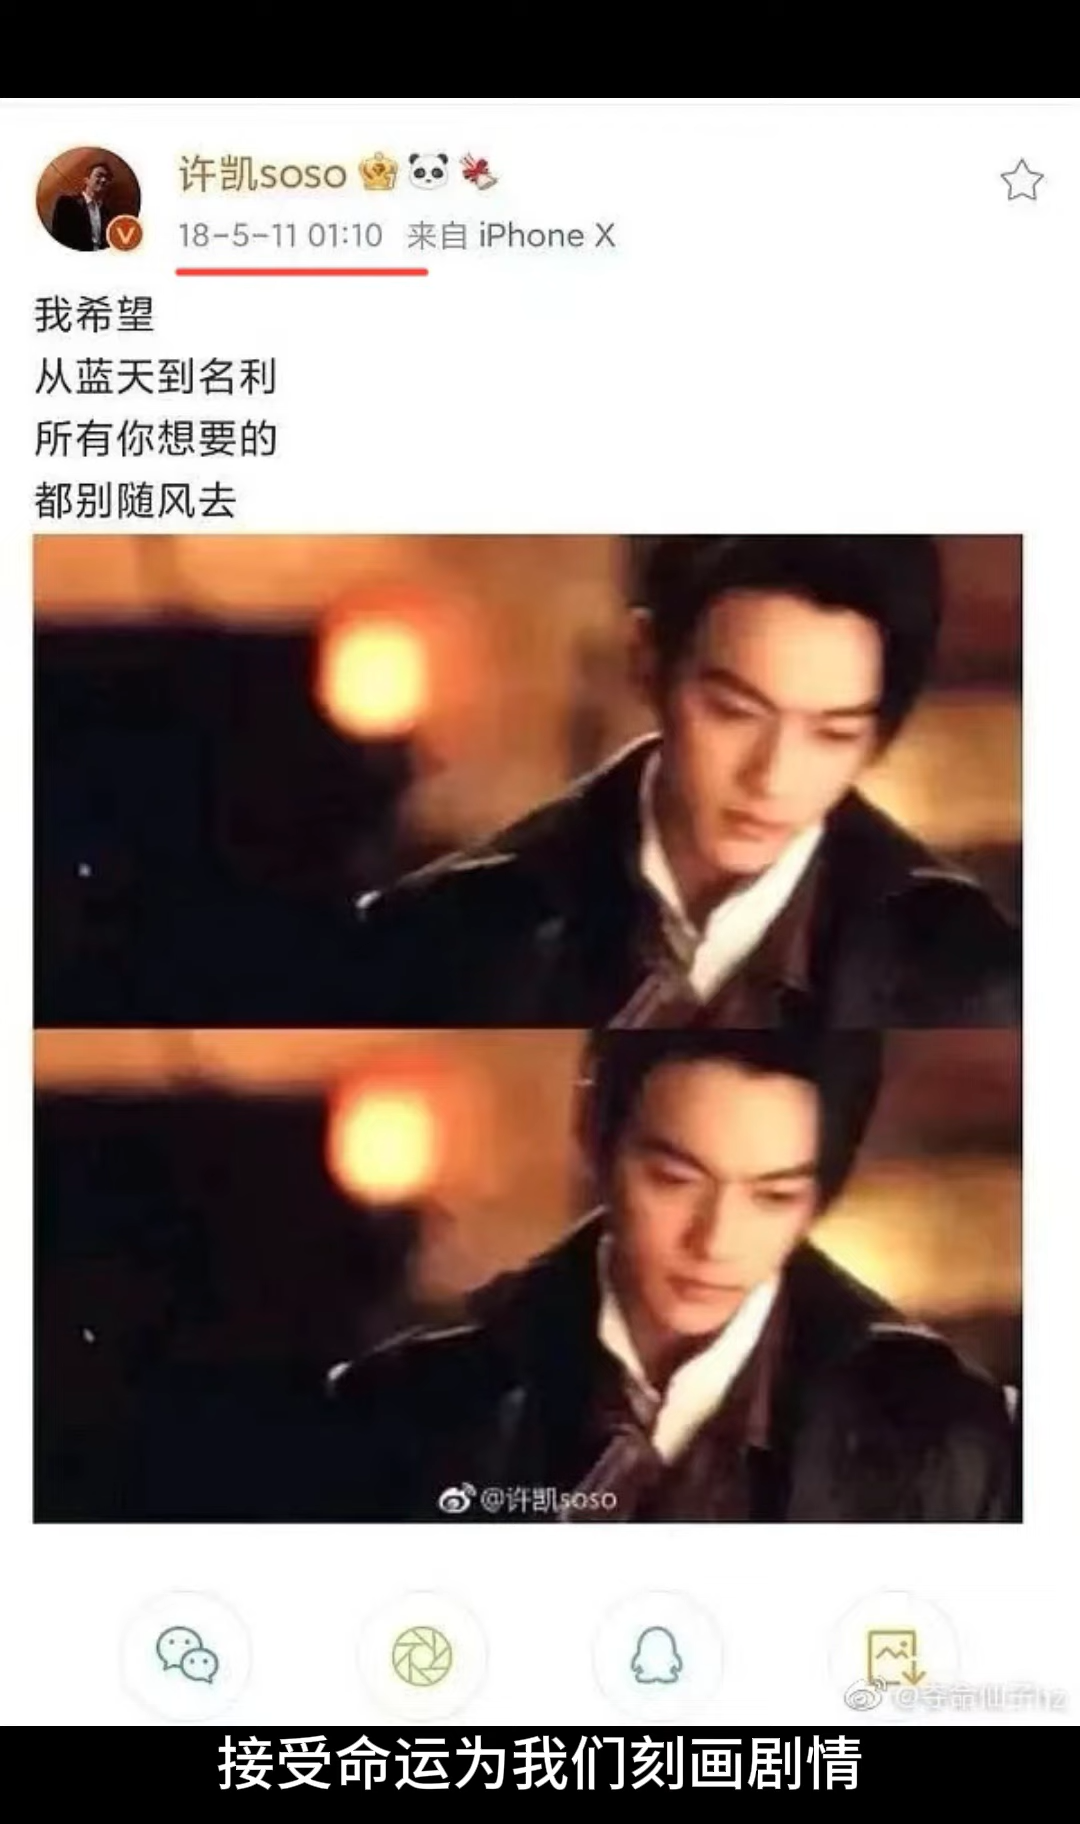 许凯soso
18-5-11 01:10 来自 iPhone X
我希望
从蓝天到名利
所有你想要的
都别随风去
@许凯soso
接受命运为我们刻画剧情